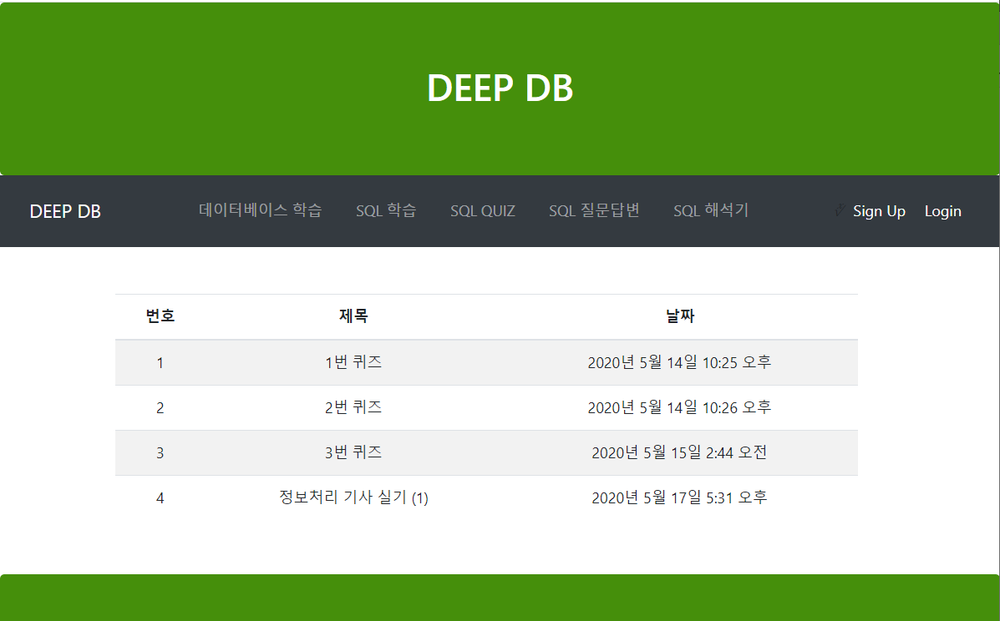 DEEP DB
DEEP DB 데이터베이스 학습 SQL 학습 SQL QUIZ SQL 질문답변 SQL 해석기 Sign Up Login
번호 제목 날짜
1 1번 퀴즈 2020년 5월 14일 10:25 오후
2 2번 퀴즈 2020년 5월 14일 10:26 오후
3 3번 퀴즈 2020년 5월 15일 2:44 오전
4 정보처리 기사 실기 (1) 2020년 5월 17일 5:31 오후